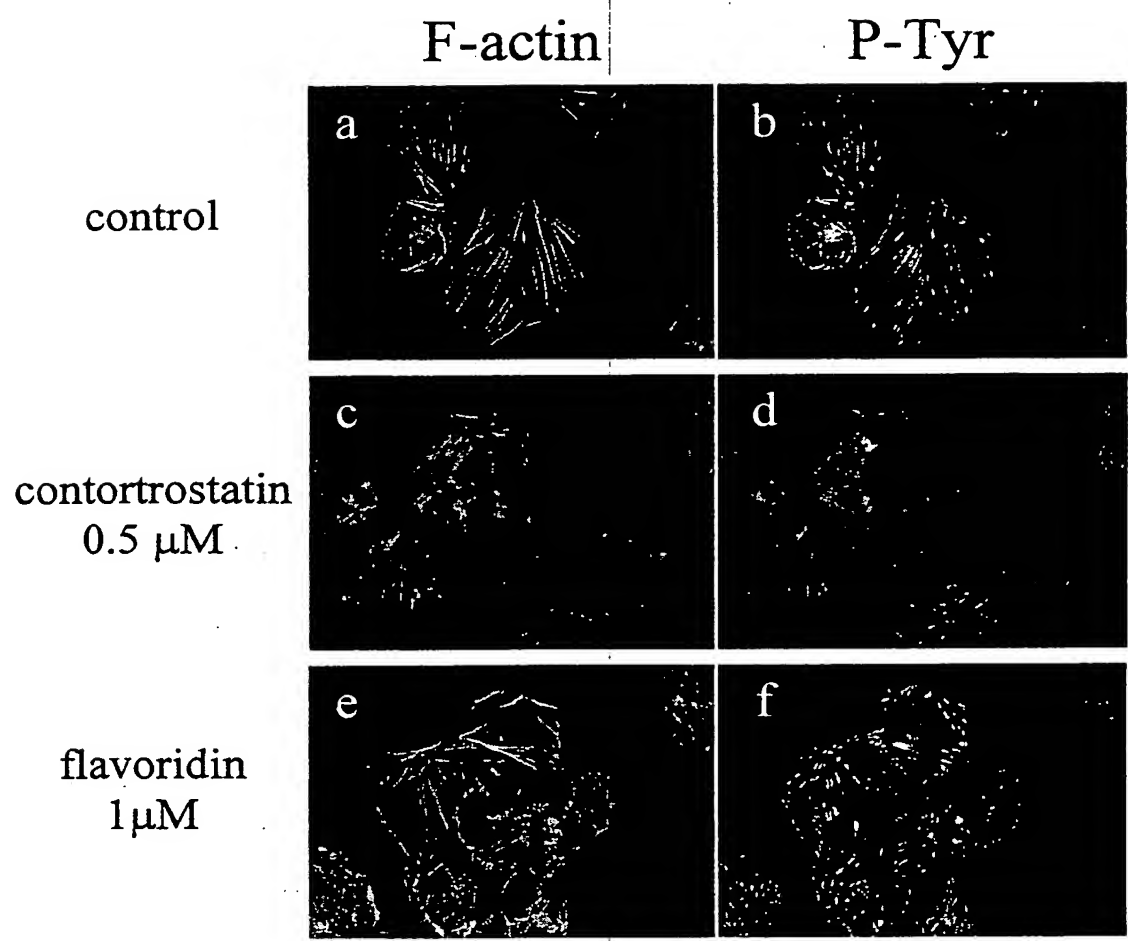 F-actin P-Tyr
a b
control
c d
contortrostatin
0.5 μM
e f
flavoridin
1μM